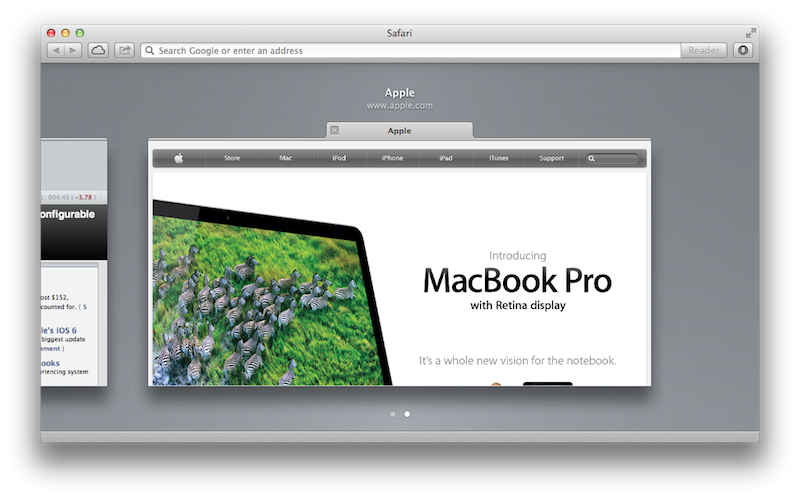 Safari
Search Google or enter an address
Reader
Apple
www.apple.com
Apple
Store
Mac
iPod
iPhone
iPad
iTunes
Support
604.43 ( -3.78 )
onfigurable
ost $152,
counted for. ( 5
le's iOS 6
biggest update
ment )
ooks
riencing system
Introducing
MacBook Pro
with Retina display
It's a whole new vision for the notebook.